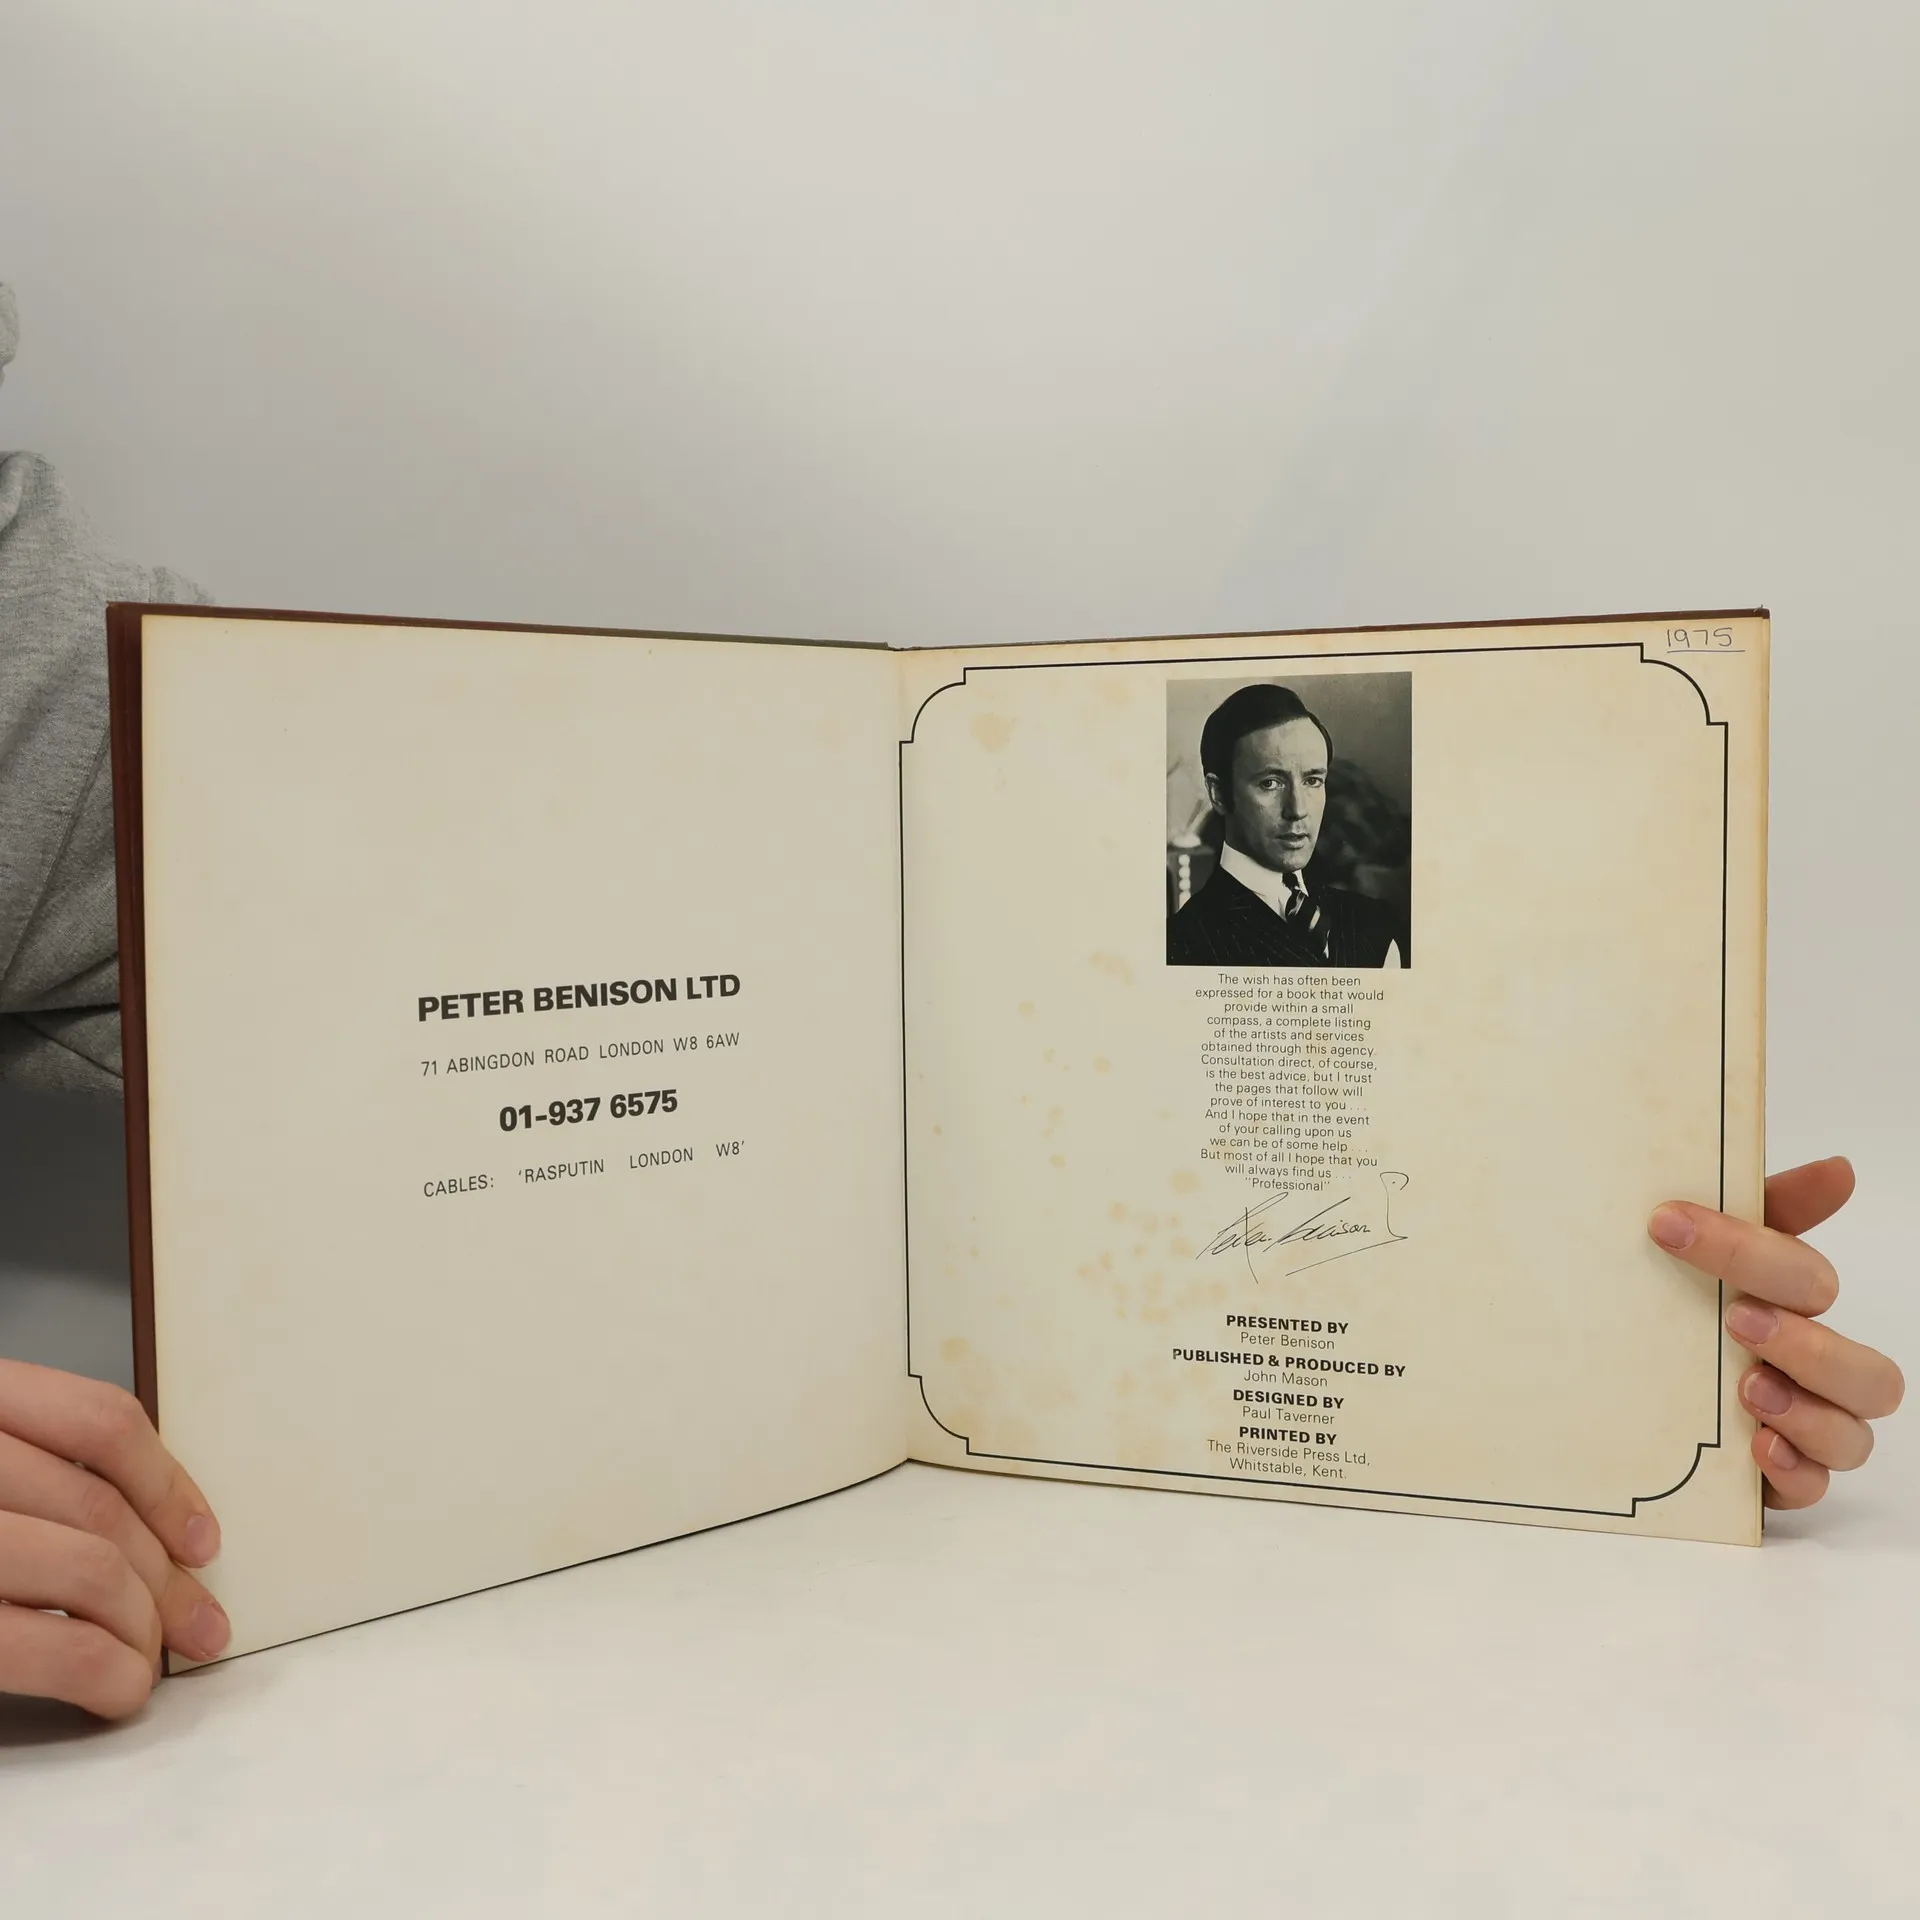 PETER BENISON LTD
71 ABINGDON ROAD LONDON W8 6AW
01-937 6575
CABLES: 'RASPUTIN LONDON W8'
1975
The wish has often been
expressed for a book that would
provide within a small
compass, a complete listing
of the artists and services
obtained through this agency.
Consultation direct, of course,
is the best advice, but I trust
the pages that follow will
prove of interest to you . . .
And I hope that in the event
of your calling upon us
we can be of some help . . .
But most of all I hope that you
will always find us . . .
"Professional"
Peter Benison
PRESENTED BY
Peter Benison
PUBLISHED & PRODUCED BY
John Mason
DESIGNED BY
Paul Taverner
PRINTED BY
The Riverside Press Ltd,
Whitstable, Kent.